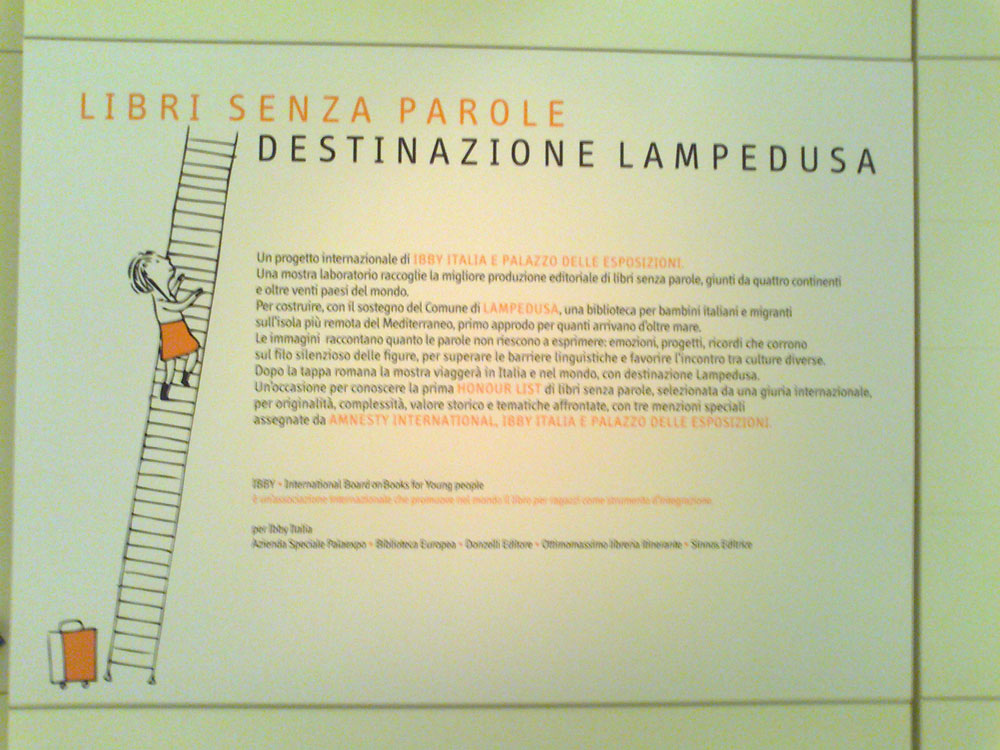 LIBRI SENZA PAROLE
DESTINAZIONE LAMPEDUSA
Un progetto internazionale di IBBY ITALIA E PALAZZO DELLE ESPOSIZIONI.
Una mostra laboratorio raccoglie la migliore produzione editoriale di libri senza parole, giunti da quattro continenti
e oltre venti paesi del mondo.
Per costruire, con il sostegno del Comune di LAMPEDUSA, una biblioteca per bambini italiani e migranti
sull'isola più remota del Mediterraneo, primo approdo per quanti arrivano d'oltre mare.
Le immagini raccontano quanto le parole non riescono a esprimere: emozioni, progetti, ricordi che corrono
sul filo silenzioso delle figure, per superare le barriere linguistiche e favorire l'incontro tra culture diverse.
Dopo la tappa romana la mostra viaggerà in Italia e nel mondo, con destinazione Lampedusa.
Un'occasione per conoscere la prima HONOUR LIST di libri senza parole, selezionata da una giuria internazionale,
per originalità, complessità, valore storico e tematiche affrontate, con tre menzioni speciali
assegnate da AMNESTY INTERNATIONAL, IBBY ITALIA E PALAZZO DELLE ESPOSIZIONI.
IBBY - International Board on Books for Young people
è un'associazione internazionale che promuove nel mondo il libro per ragazzi come strumento d'integrazione.
per Ibby Italia
Azienda Speciale Palaexpo - Biblioteca Europea - Donzelli Editore - Ottimomassimo libreria itinerante - Sinnos Editrice